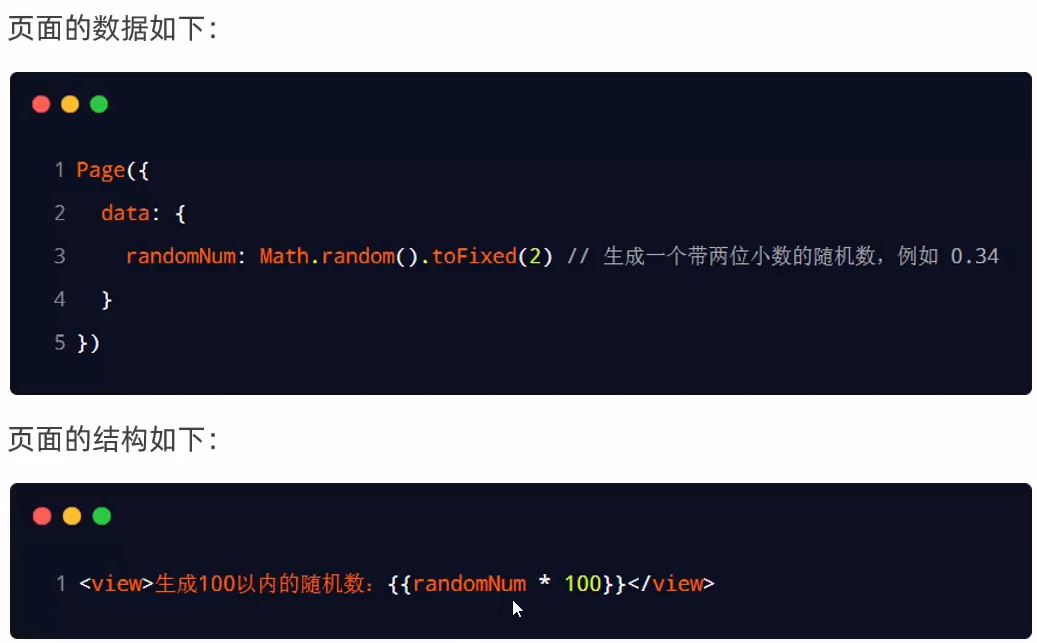 页面的数据如下：
1 Page({
2   data: {
3     randomNum: Math.random().toFixed(2) // 生成一个带两位小数的随机数，例如 0.34
4   }
5 })
页面的结构如下：
1 <view>生成100以内的随机数：{{randomNum * 100}}</view>